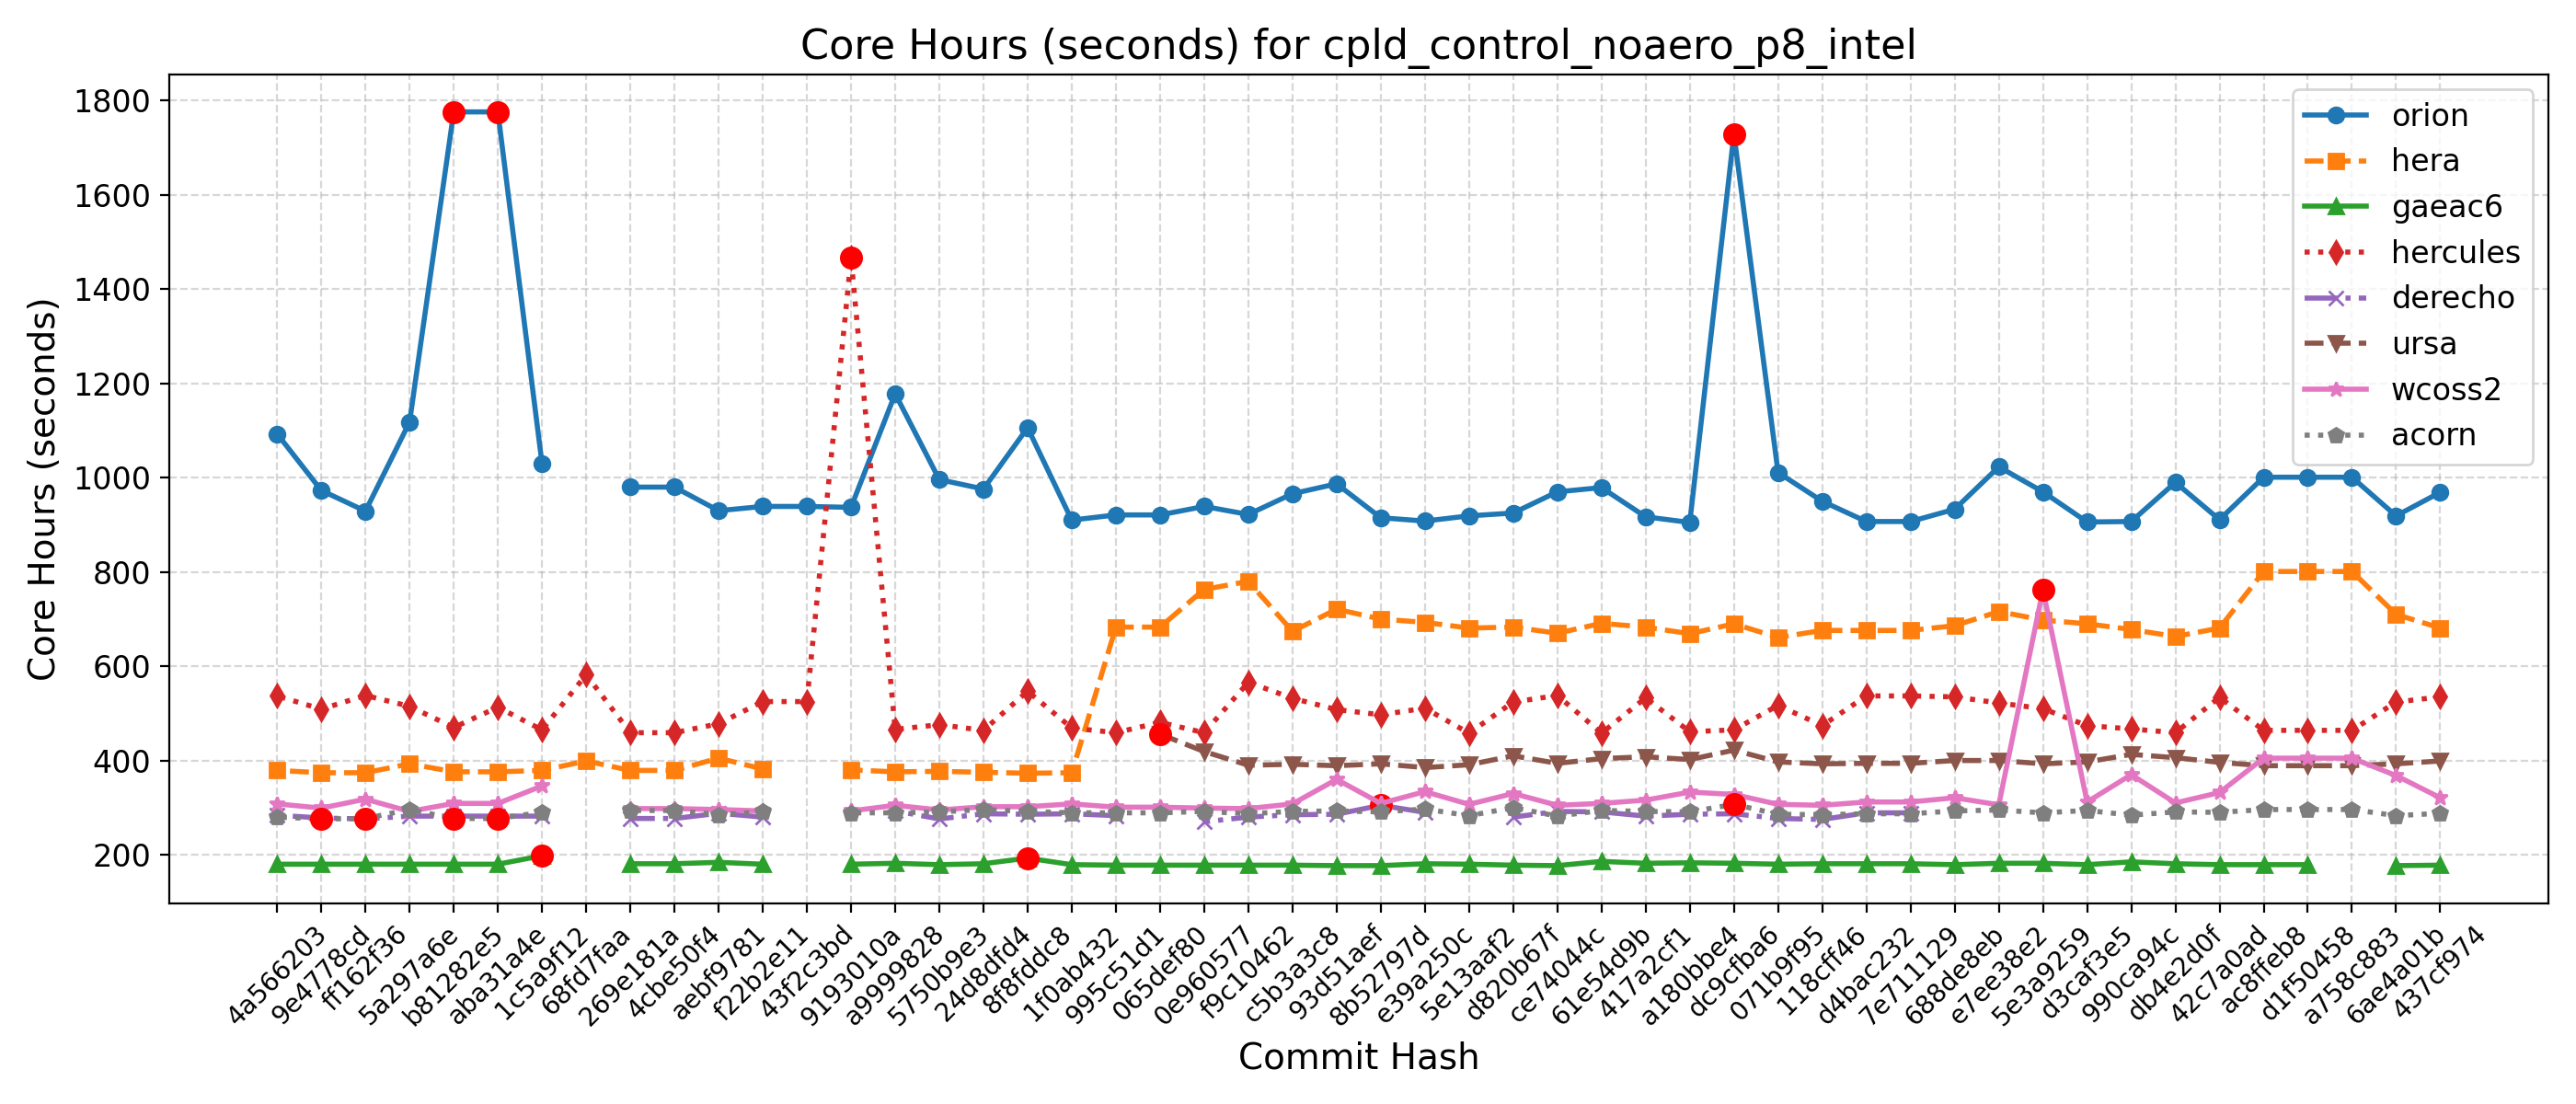 Core Hours (seconds) for cpld_control_noaero_p8_intel
Core Hours (seconds)
1800
1600
1400
1200
1000
800
600
400
200
orion
hera
gaeac6
hercules
derecho
ursa
wcoss2
acorn
4a566203
9e4778cd
ff162f36
5a297a6e
b81282e5
aba31a4e
1c5a9f12
68fd7faa
269e181a
4cbe50f4
aebf9781
f22b2e11
43f2c3bd
9193010a
a9999828
5750b9e3
24d8dfd4
8f8fddc8
1f0ab432
995c51d1
065def80
0e960577
f9c10462
c5b3a3c8
93d51aef
8b52797d
e39a250c
5e13aaf2
d820b67f
ce74044c
61e54d9b
417a2cf1
a180bbe4
dc9cfba6
071b9f95
118cff46
d4bac232
7e711129
688de8eb
e7ee38e2
5e3a9259
d3caf3e5
990ca94c
db4e2d0f
42c7a0ad
ac8ffeb8
d1f50458
a758c883
6ae4a01b
437cf974
Commit Hash